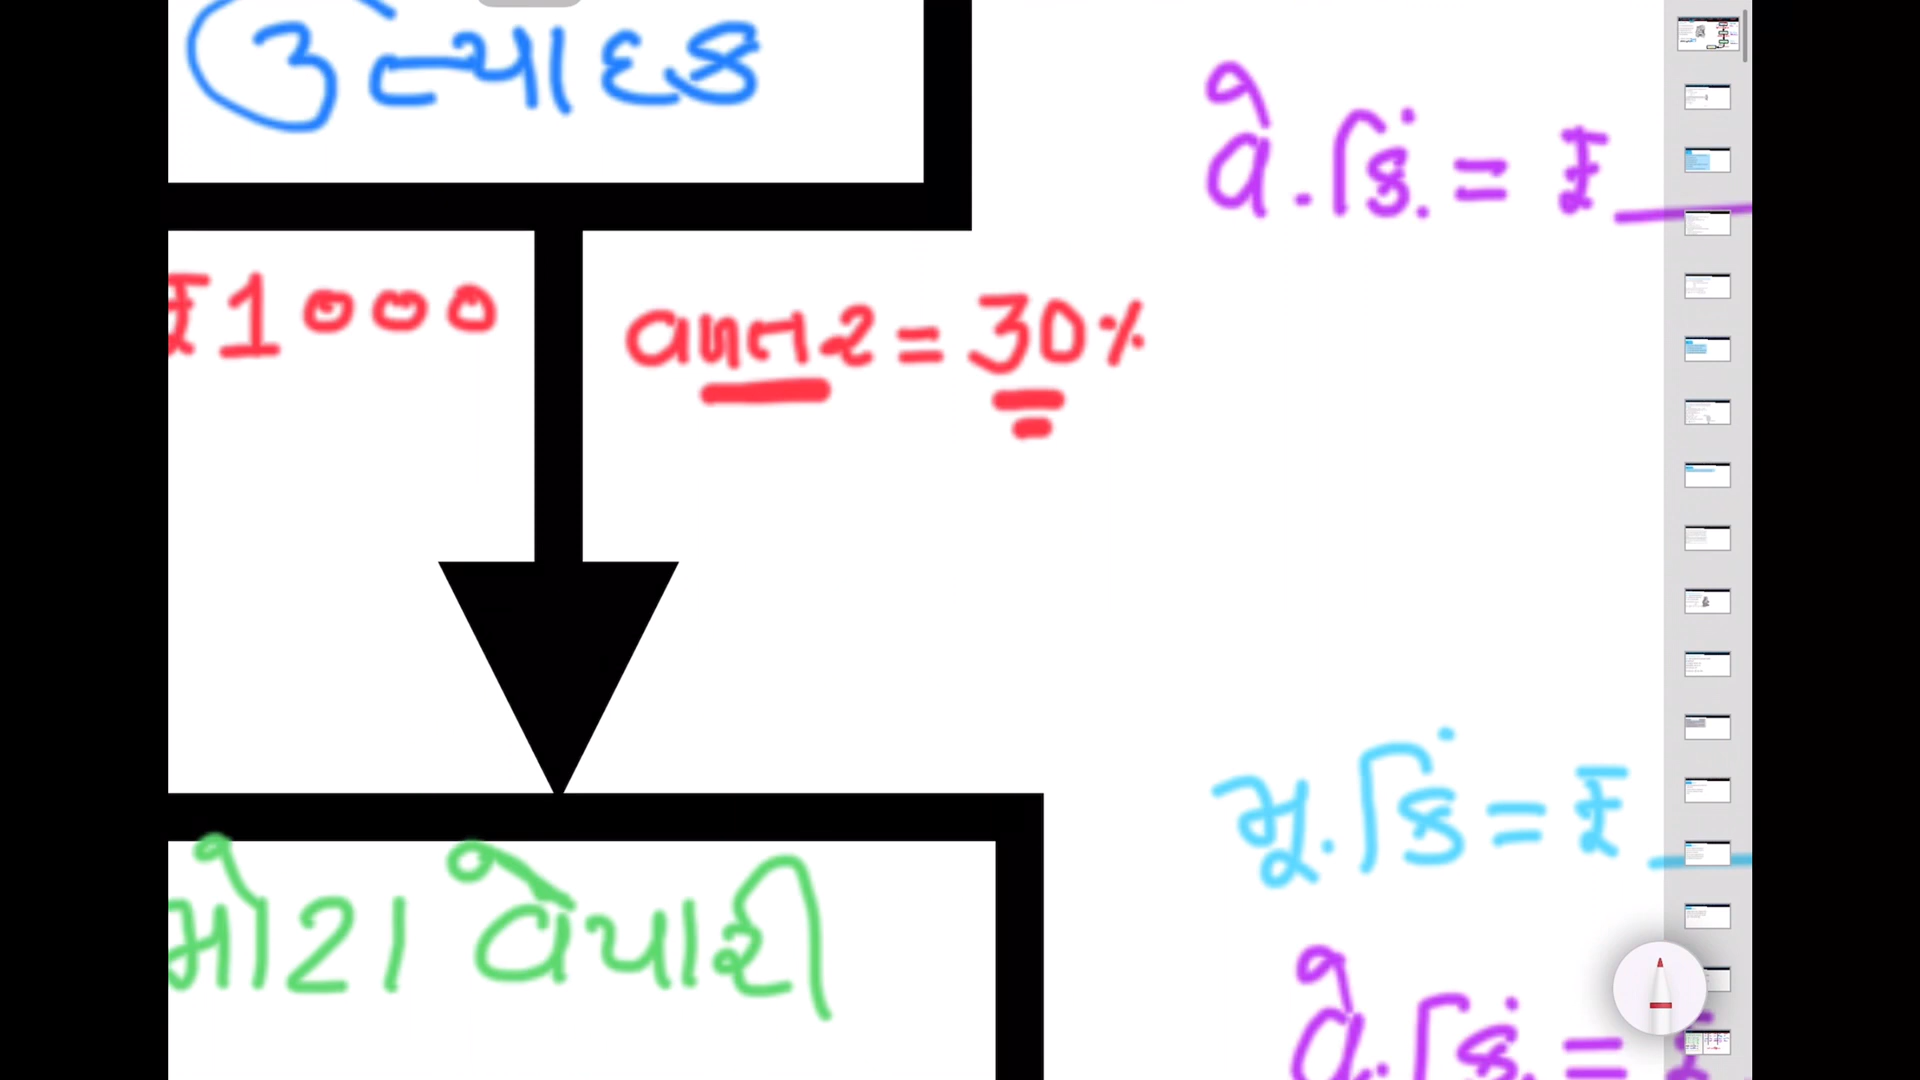 ઉત્પાદક
વે.કિં. = ₹
₹1000
વળતર = 30%
મૂ.કિં = ₹
મોટા વેપારી
વે.કિં. = ₹